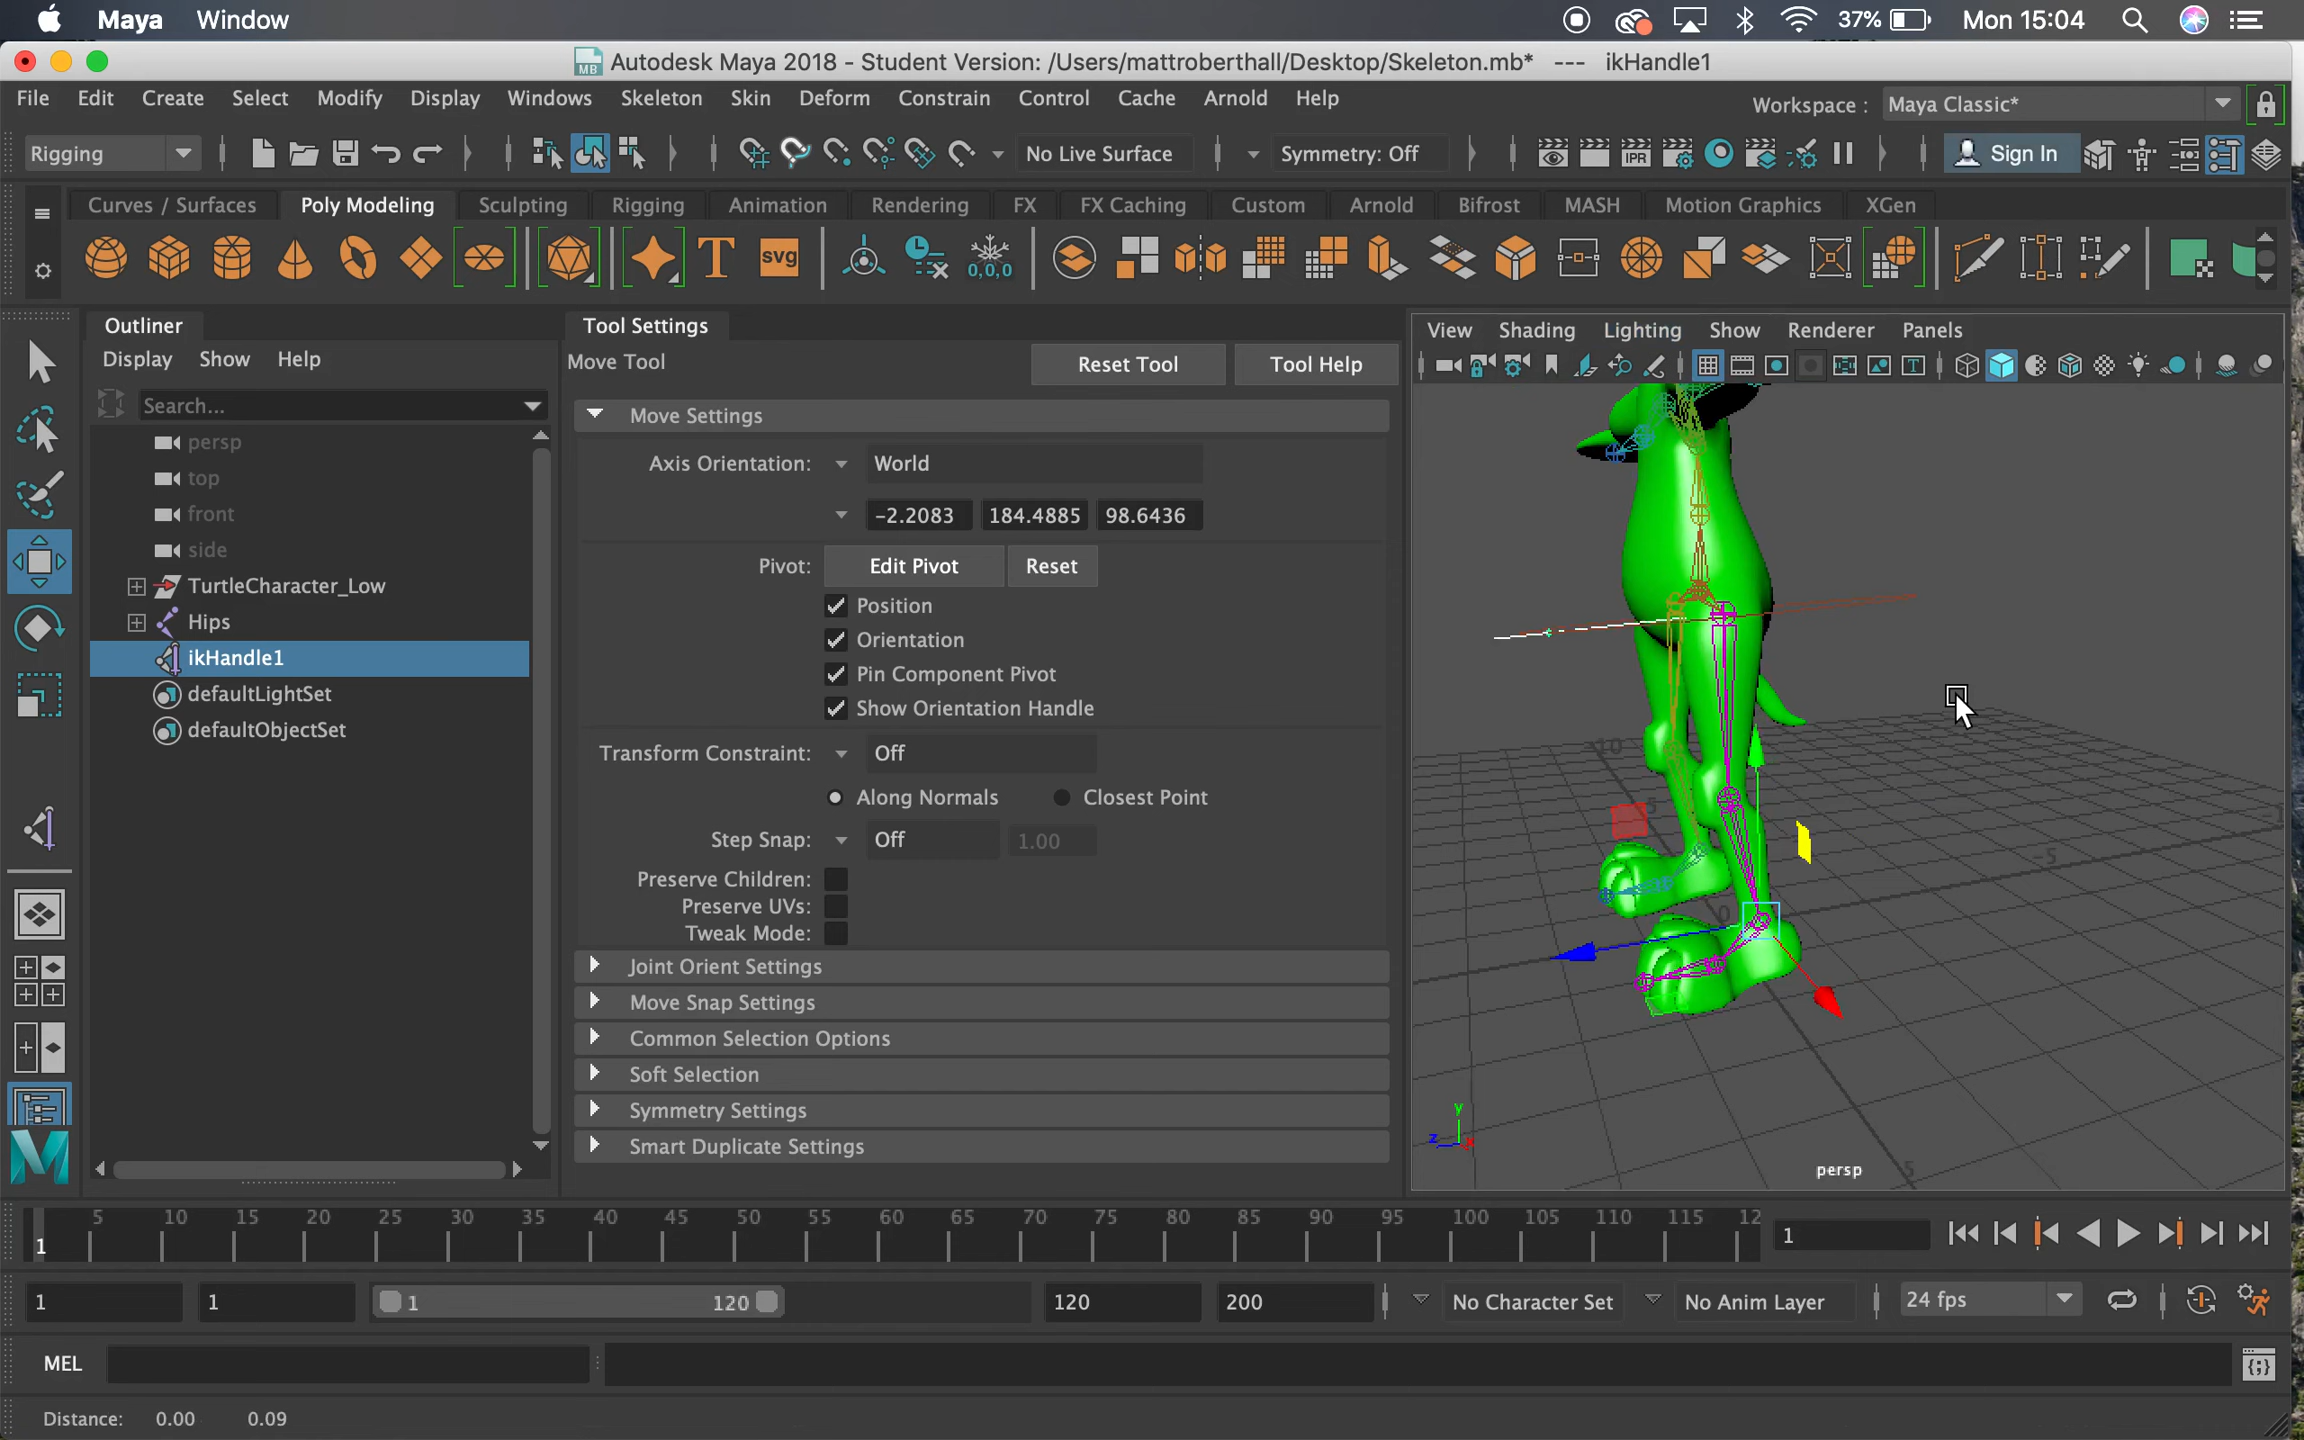 Maya Window 37% Mon 15:04
MB Autodesk Maya 2018 - Student Version: /Users/mattroberthall/Desktop/Skeleton.mb* --- ikHandle1
File Edit Create Select Modify Display Windows Skeleton Skin Deform Constrain Control Cache Arnold Help Workspace : Maya Classic*
Rigging No Live Surface Symmetry: Off IPR Sign In
Curves / Surfaces Poly Modeling Sculpting Rigging Animation Rendering FX FX Caching Custom Arnold Bifrost MASH Motion Graphics XGen
T svg 0,0,0
Outliner
Display Show Help
Search...
persp
top
front
side
TurtleCharacter_Low
Hips
ikHandle1
defaultLightSet
defaultObjectSet
Tool Settings
Move Tool Reset Tool Tool Help
Move Settings
Axis Orientation: World
-2.2083 184.4885 98.6436
Pivot: Edit Pivot Reset
Position
Orientation
Pin Component Pivot
Show Orientation Handle
Transform Constraint: Off
Along Normals Closest Point
Step Snap: Off 1.00
Preserve Children:
Preserve UVs:
Tweak Mode:
Joint Orient Settings
Move Snap Settings
Common Selection Options
Soft Selection
Symmetry Settings
Smart Duplicate Settings
View Shading Lighting Show Renderer Panels
T
10
5
-5
0
5
y
z x
persp
5 10 15 20 25 30 35 40 45 50 55 60 65 70 75 80 85 90 95 100 105 110 115 12
1 1
1 1 1 120 120 200 No Character Set No Anim Layer 24 fps
MEL
Distance: 0.00 0.09